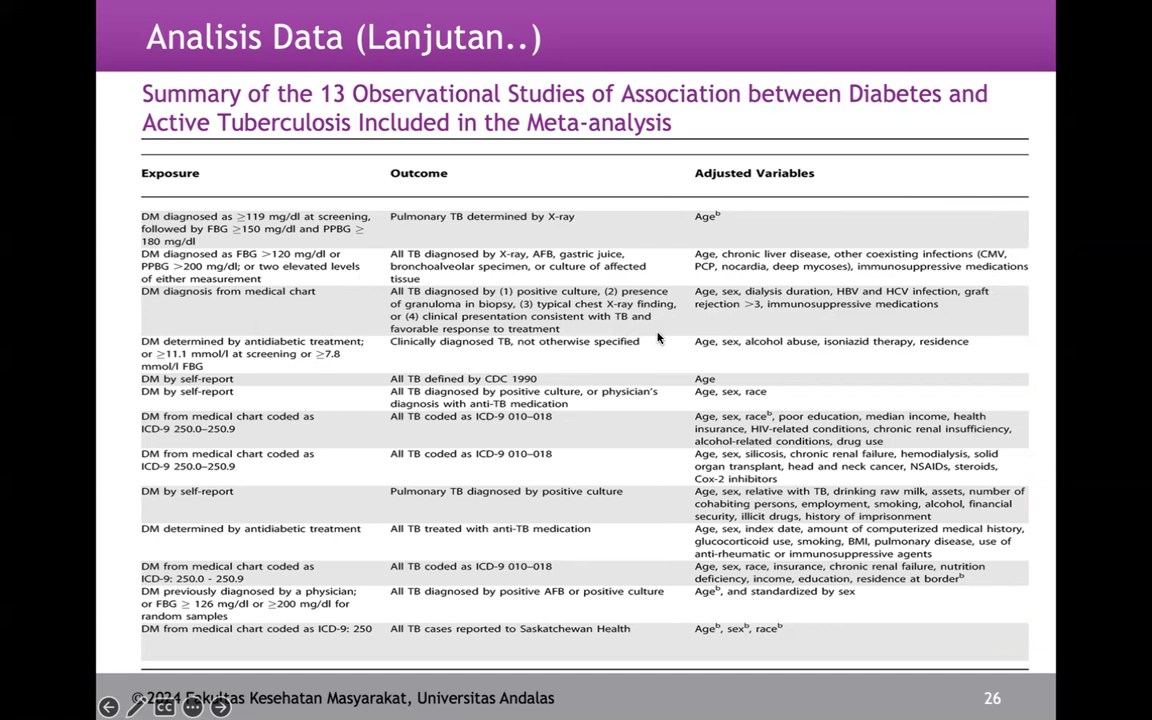 Analisis Data (Lanjutan..)
Summary of the 13 Observational Studies of Association between Diabetes and
Active Tuberculosis Included in the Meta-analysis
Exposure Outcome Adjusted Variables
DM diagnosed as ≥119 mg/dl at screening,
followed by FBG ≥150 mg/dl and PPBG ≥
180 mg/dl
Pulmonary TB determined by X-ray
Ageᵇ
DM diagnosed as FBG >120 mg/dl or
PPBG >200 mg/dl; or two elevated levels
of either measurement
All TB diagnosed by X-ray, AFB, gastric juice,
bronchoalveolar specimen, or culture of affected
tissue
Age, chronic liver disease, other coexisting infections (CMV,
PCP, nocardia, deep mycoses), immunosuppressive medications
DM diagnosis from medical chart
All TB diagnosed by (1) positive culture, (2) presence
of granuloma in biopsy, (3) typical chest X-ray finding,
or (4) clinical presentation consistent with TB and
favorable response to treatment
Age, sex, dialysis duration, HBV and HCV infection, graft
rejection >3, immunosuppressive medications
DM determined by antidiabetic treatment;
or ≥11.1 mmol/l at screening or ≥7.8
mmol/l FBG
Clinically diagnosed TB, not otherwise specified
Age, sex, alcohol abuse, isoniazid therapy, residence
DM by self-report
All TB defined by CDC 1990
Age
DM by self-report
All TB diagnosed by positive culture, or physician's
diagnosis with anti-TB medication
Age, sex, race
DM from medical chart coded as
ICD-9 250.0–250.9
All TB coded as ICD-9 010–018
Age, sex, raceᵇ, poor education, median income, health
insurance, HIV-related conditions, chronic renal insufficiency,
alcohol-related conditions, drug use
DM from medical chart coded as
ICD-9 250.0–250.9
All TB coded as ICD-9 010–018
Age, sex, silicosis, chronic renal failure, hemodialysis, solid
organ transplant, head and neck cancer, NSAIDs, steroids,
Cox-2 inhibitors
DM by self-report
Pulmonary TB diagnosed by positive culture
Age, sex, relative with TB, drinking raw milk, assets, number of
cohabiting persons, employment, smoking, alcohol, financial
security, illicit drugs, history of imprisonment
DM determined by antidiabetic treatment
All TB treated with anti-TB medication
Age, sex, index date, amount of computerized medical history,
glucocorticoid use, smoking, BMI, pulmonary disease, use of
anti-rheumatic or immunosuppressive agents
DM from medical chart coded as
ICD-9: 250.0 - 250.9
All TB coded as ICD-9 010–018
Age, sex, race, insurance, chronic renal failure, nutrition
deficiency, income, education, residence at borderᵇ
DM previously diagnosed by a physician;
or FBG ≥ 126 mg/dl or ≥200 mg/dl for
random samples
All TB diagnosed by positive AFB or positive culture
Ageᵇ, and standardized by sex
DM from medical chart coded as ICD-9: 250
All TB cases reported to Saskatchewan Health
Ageᵇ, sexᵇ, raceᵇ
©2024 Fakultas Kesehatan Masyarakat, Universitas Andalas 26
CC